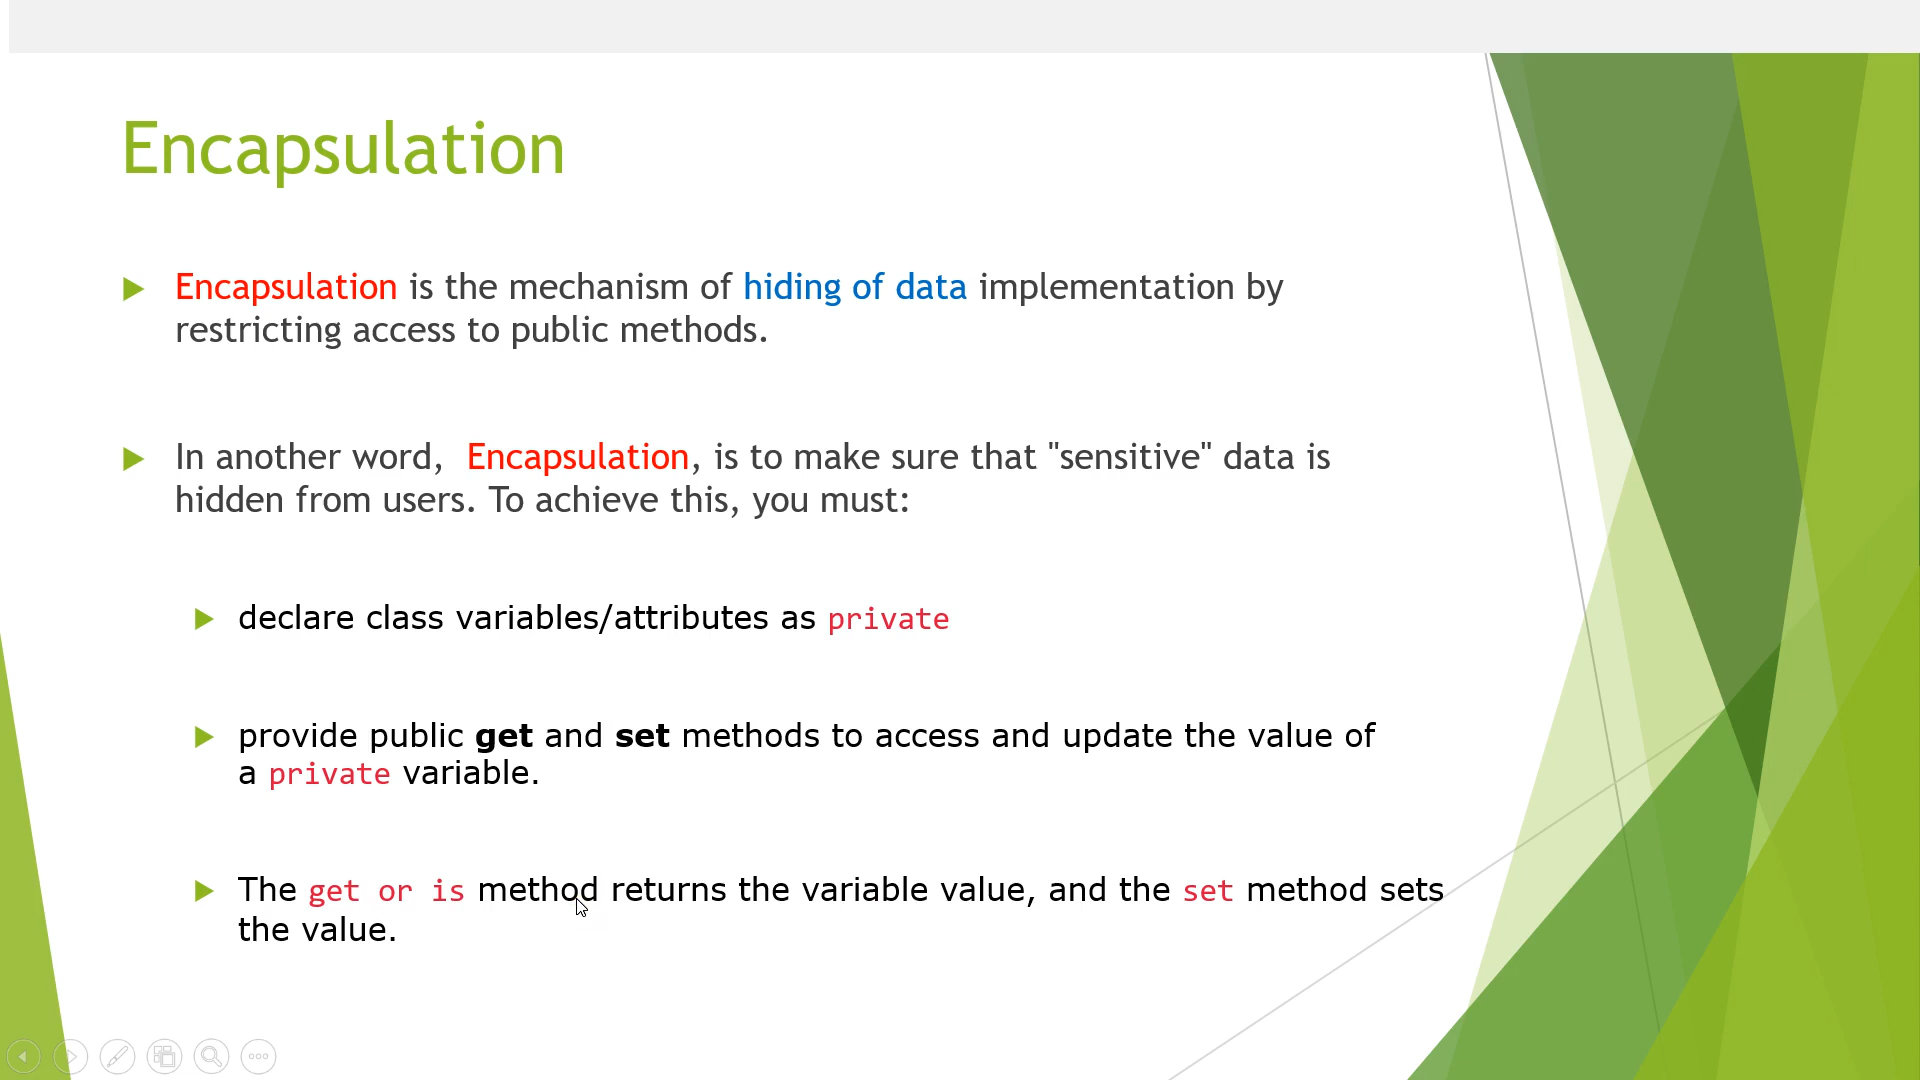 Encapsulation
Encapsulation is the mechanism of hiding of data implementation by
restricting access to public methods.
In another word,  Encapsulation, is to make sure that "sensitive" data is
hidden from users. To achieve this, you must:
declare class variables/attributes as private
provide public get and set methods to access and update the value of
a private variable.
The get or is method returns the variable value, and the set method sets
the value.